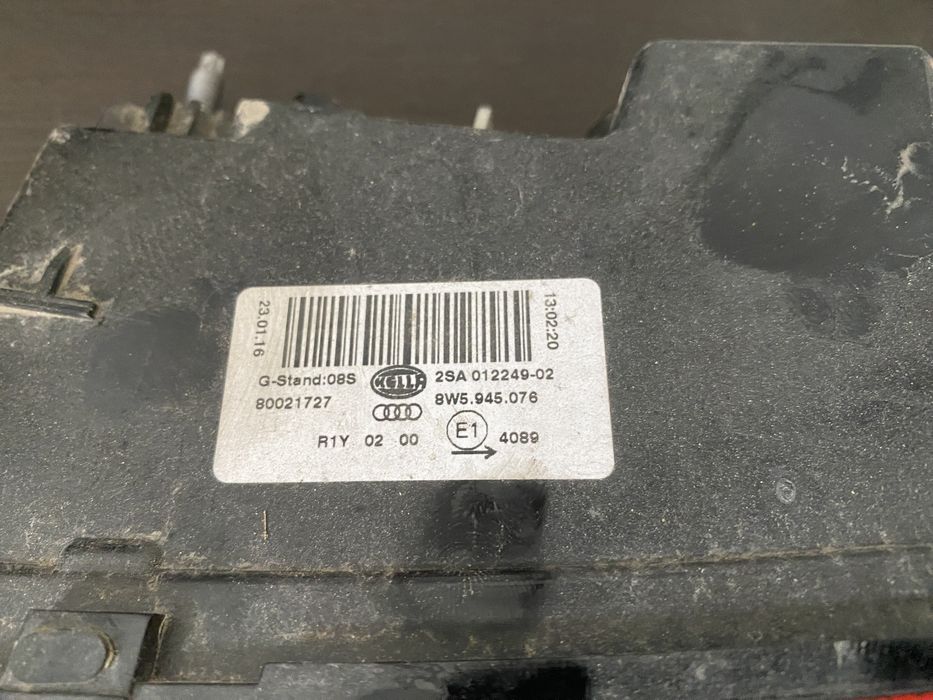 23.01.16
13:02:20
G-Stand:08S HELLA 2SA 012249-02
80021727 8W5.945.076
R1Y 02 00 E1 4089